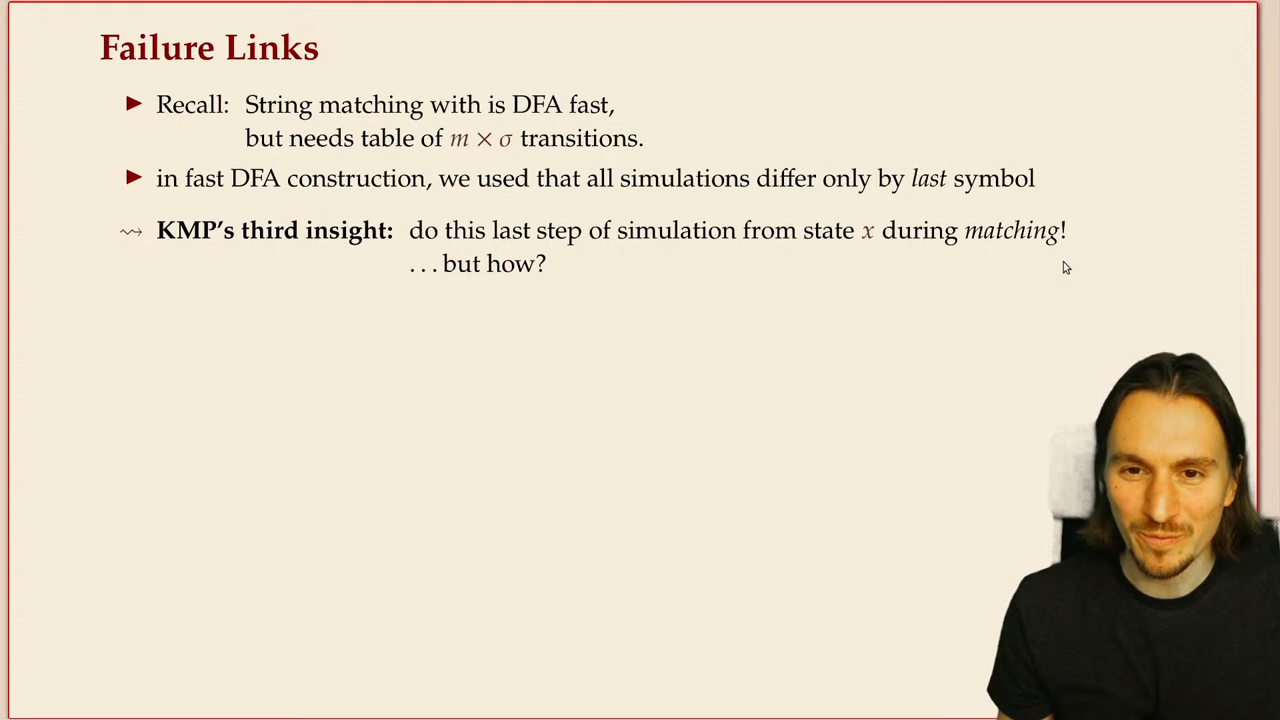 Failure Links
▶ Recall: String matching with is DFA fast,
but needs table of m × σ transitions.
▶ in fast DFA construction, we used that all simulations differ only by last symbol
⇝ KMP's third insight: do this last step of simulation from state x during matching!
...but how?